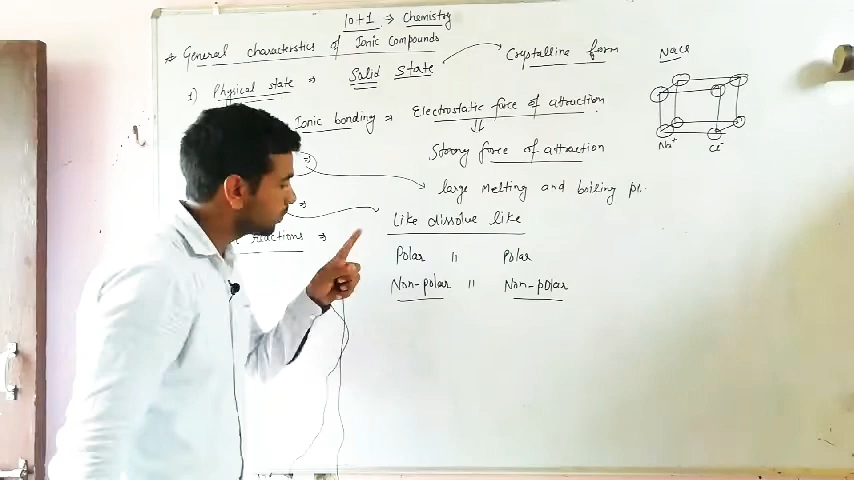 10+1 ⇒ Chemistry
⇒ General characterstics of Ionic Compounds
1) Physical state ⇒ Solid state
Crystalline form
NaCl
Na+ Cl-
Ionic bonding ⇒ Electrostatic force of attraction
⇓
Strong force of attraction
⇒
large melting and boiling pt.
⇒
Like dissolve like
reactions ⇒
Polar " Polar
Non-polar " Non-polar